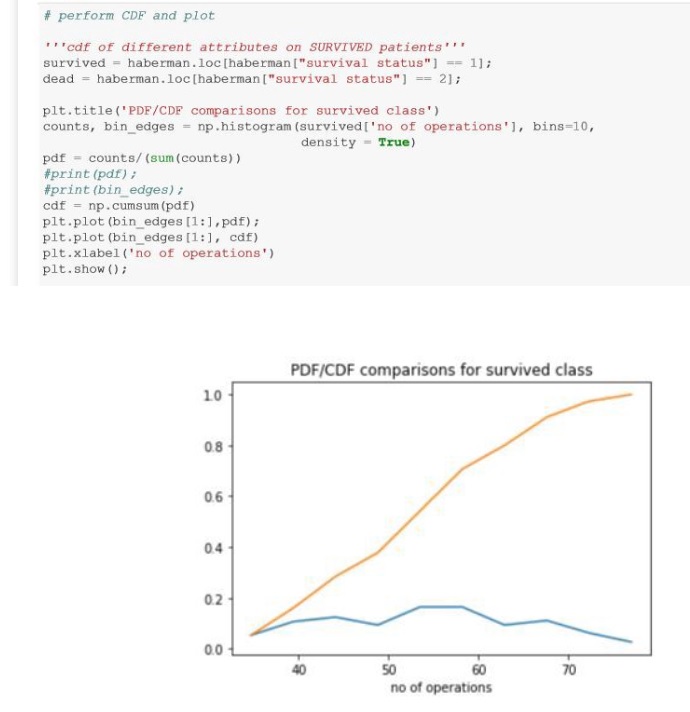 # perform CDF and plot
'''cdf of different attributes on SURVIVED patients'''
survived = haberman.loc[haberman["survival status"] == 1];
dead = haberman.loc[haberman["survival status"] == 2];
plt.title('PDF/CDF comparisons for survived class')
counts, bin_edges = np.histogram(survived['no of operations'], bins=10,
density = True)
pdf = counts/(sum(counts))
#print(pdf);
#print(bin_edges);
cdf = np.cumsum(pdf)
plt.plot(bin_edges[1:],pdf);
plt.plot(bin_edges[1:], cdf)
plt.xlabel('no of operations')
plt.show();
PDF/CDF comparisons for survived class
1.0
0.8
0.6
0.4
0.2
0.0
40 50 60 70
no of operations